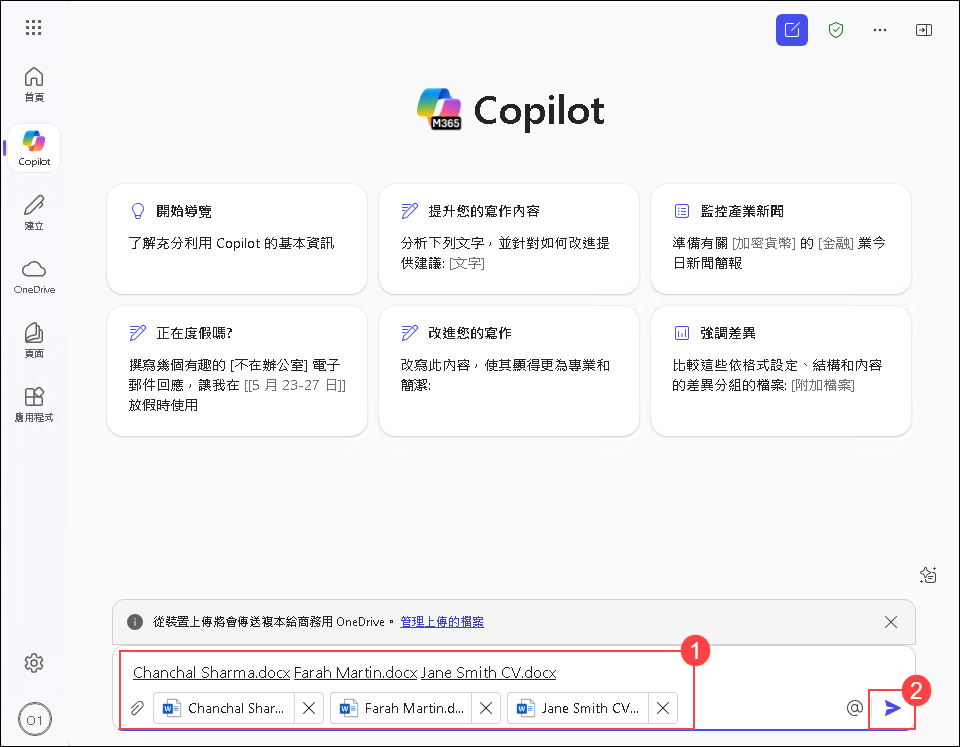 首頁
Copilot
建立
OneDrive
頁面
應用程式
O1
M365
Copilot
開始導覽
了解充分利用 Copilot 的基本資訊
提升您的寫作內容
分析下列文字，並針對如何改進提
供建議: [文字]
監控產業新聞
準備有關 [加密貨幣] 的 [金融] 業今
日新聞簡報
正在度假嗎?
撰寫幾個有趣的 [不在辦公室] 電子
郵件回應，讓我在 [[5 月 23-27 日]]
放假時使用
改進您的寫作
改寫此內容，使其顯得更為專業和
簡潔:
強調差異
比較這些依格式設定、結構和內容
的差異分組的檔案: [附加檔案]
從裝置上傳將會傳送複本給商務用 OneDrive。 管理上傳的檔案
1
Chanchal Sharma.docx Farah Martin.docx Jane Smith CV.docx
Chanchal Shar...
Farah Martin.d...
Jane Smith CV...
@
2